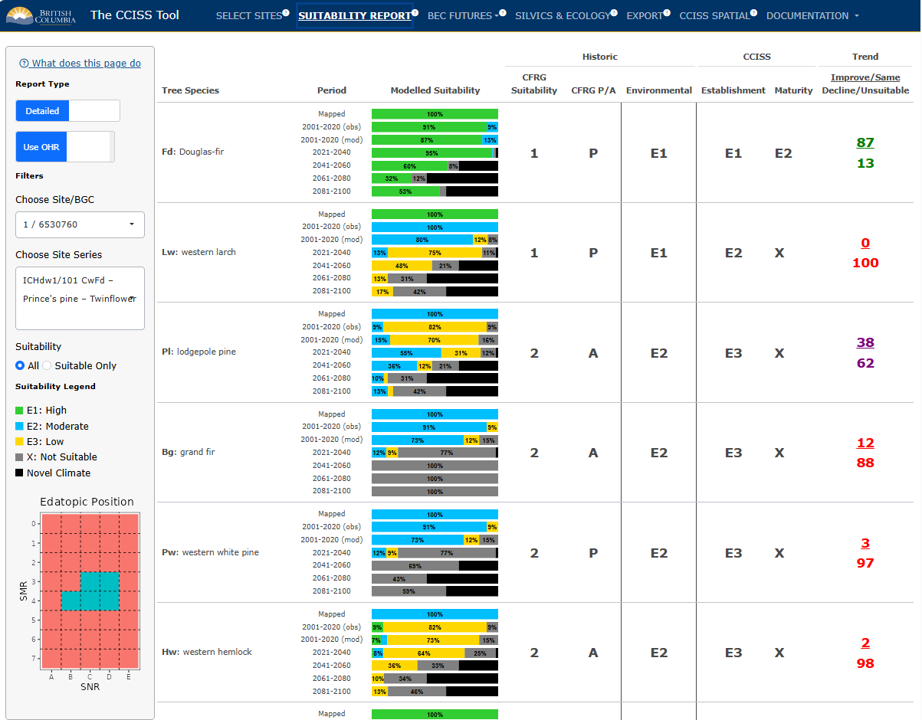 BRITISH COLUMBIA
The CCISS Tool
SELECT SITES SUITABILITY REPORT BEC FUTURES SILVICS & ECOLOGY EXPORT CCISS SPATIAL DOCUMENTATION
What does this page do
Report Type
Detailed
Use OHR
Filters
Choose Site/BGC
1 / 6530760
Choose Site Series
ICHdw1/101 CwFd –
Prince's pine – Twinflower
Suitability
All Suitable Only
Suitability Legend
E1: High
E2: Moderate
E3: Low
X: Not Suitable
Novel Climate
Edatopic Position
SMR
0
1
2
3
4
5
6
7
A B C D E
SNR
Historic CCISS Trend
Tree Species Period Modelled Suitability CFRG Suitability CFRG P/A Environmental Establishment Maturity Improve/Same Decline/Unsuitable
Fd: Douglas-fir
Mapped 100%
2001-2020 (obs) 91% 9%
2001-2020 (mod) 87% 13%
2021-2040 95%
2041-2060 60% 8%
2061-2080 32% 12%
2081-2100 53%
1 P E1 E1 E2
87
13
Lw: western larch
Mapped 100%
2001-2020 (obs) 100%
2001-2020 (mod) 80% 12% 8%
2021-2040 13% 75% 11%
2041-2060 48% 21%
2061-2080 13% 31%
2081-2100 17% 42%
1 P E1 E2 X
0
100
Pl: lodgepole pine
Mapped 100%
2001-2020 (obs) 9% 82% 9%
2001-2020 (mod) 15% 70% 16%
2021-2040 55% 31% 12%
2041-2060 36% 12% 21%
2061-2080 10% 31%
2081-2100 13% 42%
2 A E2 E3 X
38
62
Bg: grand fir
Mapped 100%
2001-2020 (obs) 91% 9%
2001-2020 (mod) 73% 12% 15%
2021-2040 12% 9% 77%
2041-2060 100%
2061-2080 100%
2081-2100 100%
2 A E2 E3 X
12
88
Pw: western white pine
Mapped 100%
2001-2020 (obs) 91% 9%
2001-2020 (mod) 73% 12% 15%
2021-2040 12% 9% 77%
2041-2060 69%
2061-2080 43%
2081-2100 59%
2 P E2 E3 X
3
97
Hw: western hemlock
Mapped 100%
2001-2020 (obs) 9% 82% 9%
2001-2020 (mod) 7% 73% 15%
2021-2040 8% 64% 25%
2041-2060 36% 33%
2061-2080 10% 34%
2081-2100 13% 46%
2 A E2 E3 X
2
98
Mapped 100%